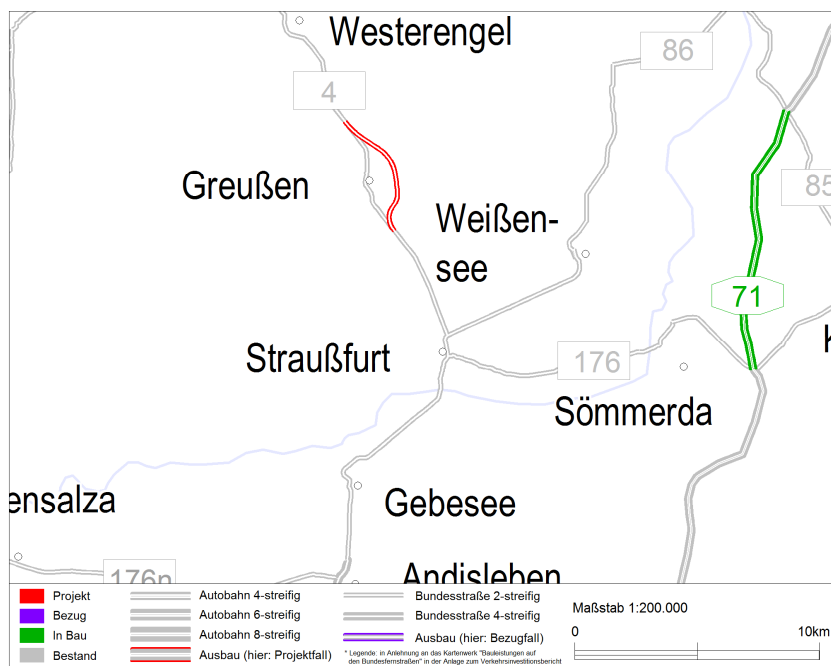 Westerengel
86
4
Greußen
85
Weißen-
see
71
Straußfurt
176
Sömmerda
ensalza
Gebesee
176n
Andisleben
Projekt
Bezug
In Bau
Bestand
Autobahn 4-streifig
Autobahn 6-streifig
Autobahn 8-streifig
Ausbau (hier: Projektfall)
Bundesstraße 2-streifig
Bundesstraße 4-streifig
Ausbau (hier: Bezugfall)
* Legende: in Anlehnung an das Kartenwerk "Bauleistungen auf
den Bundesfernstraßen" in der Anlage zum Verkehrsinvestitionsbericht
Maßstab 1:200.000
0 10km